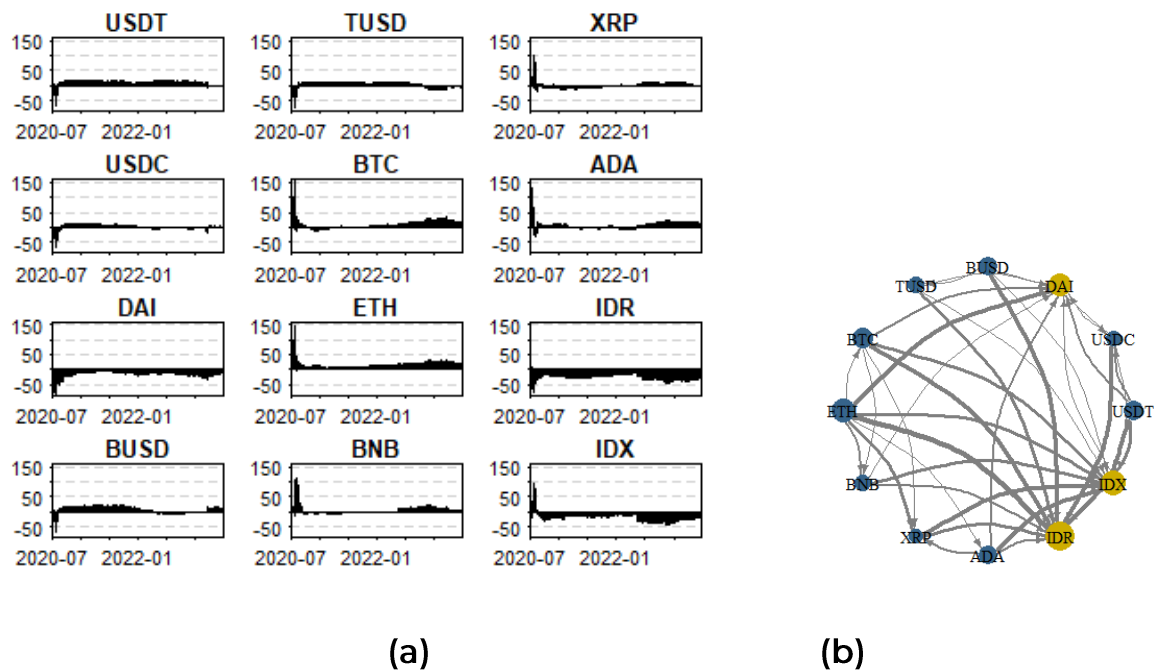 USDT TUSD XRP
150 150 150
50 50 50
-50 -50 -50
2020-07 2022-01 2020-07 2022-01 2020-07 2022-01
USDC BTC ADA
150 150 150
50 50 50
-50 -50 -50
2020-07 2022-01 2020-07 2022-01 2020-07 2022-01
DAI ETH IDR
150 150 150
50 50 50
-50 -50 -50
2020-07 2022-01 2020-07 2022-01 2020-07 2022-01
BUSD BNB IDX
150 150 150
50 50 50
-50 -50 -50
2020-07 2022-01 2020-07 2022-01 2020-07 2022-01
BUSD
TUSD DAI
BTC USDC
ETH USDT
BNB IDX
XRP IDR
ADA
(a) (b)